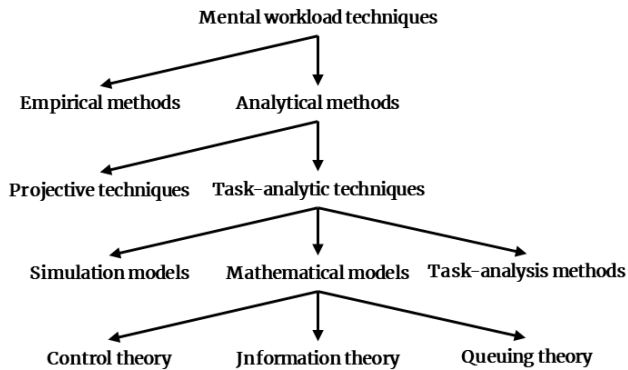 Mental workload techniques
Empirical methods
Analytical methods
Projective techniques
Task-analytic techniques
Simulation models
Mathematical models
Task-analysis methods
Control theory
Jnformation theory
Queuing theory